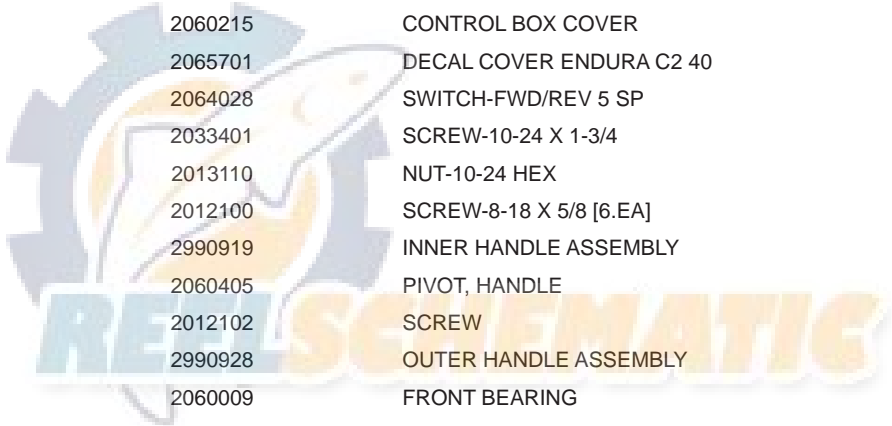 2060215 CONTROL BOX COVER
2065701 DECAL COVER ENDURA C2 40
2064028 SWITCH-FWD/REV 5 SP
2033401 SCREW-10-24 X 1-3/4
2013110 NUT-10-24 HEX
2012100 SCREW-8-18 X 5/8 [6.EA]
2990919 INNER HANDLE ASSEMBLY
2060405 PIVOT, HANDLE
2012102 SCREW
REELSCHEMATIC
2990928 OUTER HANDLE ASSEMBLY
2060009 FRONT BEARING